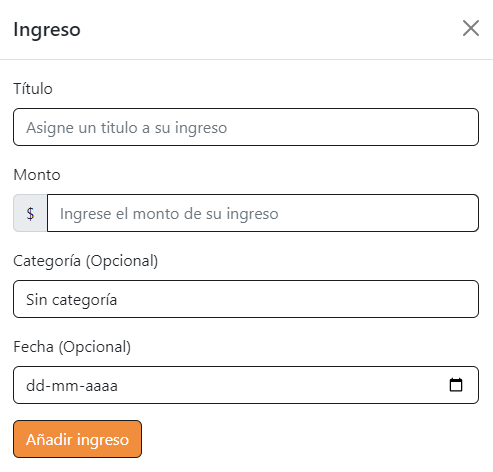 Ingreso
Título
Asigne un titulo a su ingreso
Monto
$ Ingrese el monto de su ingreso
Categoría (Opcional)
Sin categoría
Fecha (Opcional)
dd-mm-aaaa
Añadir ingreso